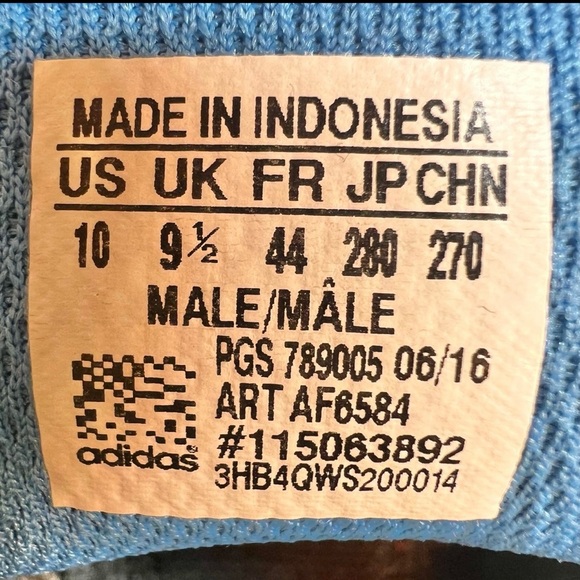 MADE IN INDONESIA
US UK FR JP CHN
10 9½ 44 280 270
MALE/MÂLE
PGS 789005 06/16
ART AF6584
#115063892
3HB4QWS200014
adidas